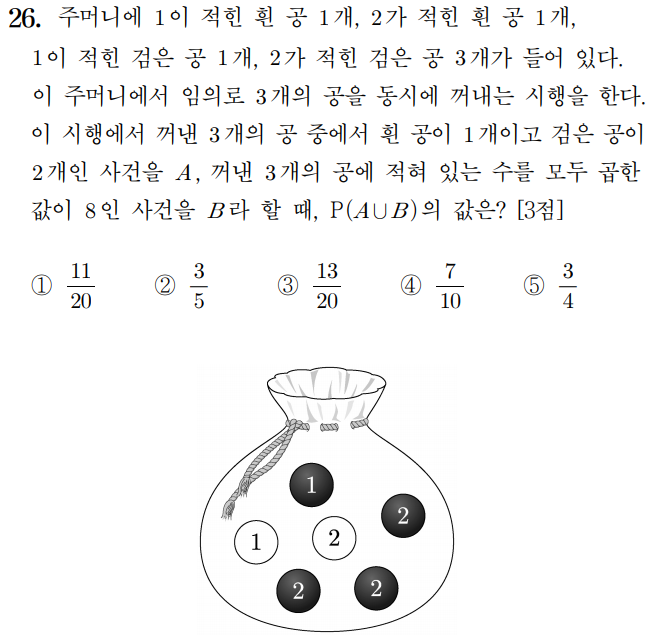 26. 주머니에 1이 적힌 흰 공 1개, 2가 적힌 흰 공 1개,
1이 적힌 검은 공 1개, 2가 적힌 검은 공 3개가 들어 있다.
이 주머니에서 임의로 3개의 공을 동시에 꺼내는 시행을 한다.
이 시행에서 꺼낸 3개의 공 중에서 흰 공이 1개이고 검은 공이
2개인 사건을 A, 꺼낸 3개의 공에 적혀 있는 수를 모두 곱한
값이 8인 사건을 B라 할 때, P(A∪B)의 값은? [3점]
① 11/20 ② 3/5 ③ 13/20 ④ 7/10 ⑤ 3/4
1
2
1 2
2 2